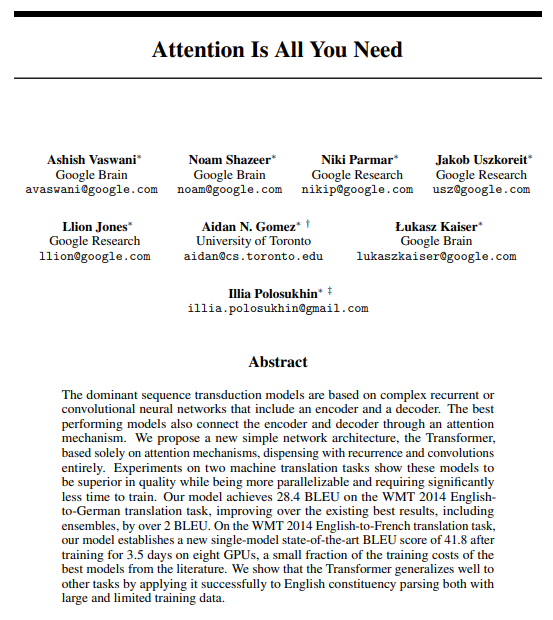 Attention Is All You Need
Ashish Vaswani* Noam Shazeer* Niki Parmar* Jakob Uszkoreit*
Google Brain Google Brain Google Research Google Research
avaswani@google.com noam@google.com nikip@google.com usz@google.com
Llion Jones* Aidan N. Gomez* † Łukasz Kaiser*
Google Research University of Toronto Google Brain
llion@google.com aidan@cs.toronto.edu lukaszkaiser@google.com
Illia Polosukhin* ‡
illia.polosukhin@gmail.com
Abstract
The dominant sequence transduction models are based on complex recurrent or
convolutional neural networks that include an encoder and a decoder. The best
performing models also connect the encoder and decoder through an attention
mechanism. We propose a new simple network architecture, the Transformer,
based solely on attention mechanisms, dispensing with recurrence and convolutions
entirely. Experiments on two machine translation tasks show these models to
be superior in quality while being more parallelizable and requiring significantly
less time to train. Our model achieves 28.4 BLEU on the WMT 2014 English-
to-German translation task, improving over the existing best results, including
ensembles, by over 2 BLEU. On the WMT 2014 English-to-French translation task,
our model establishes a new single-model state-of-the-art BLEU score of 41.8 after
training for 3.5 days on eight GPUs, a small fraction of the training costs of the
best models from the literature. We show that the Transformer generalizes well to
other tasks by applying it successfully to English constituency parsing both with
large and limited training data.